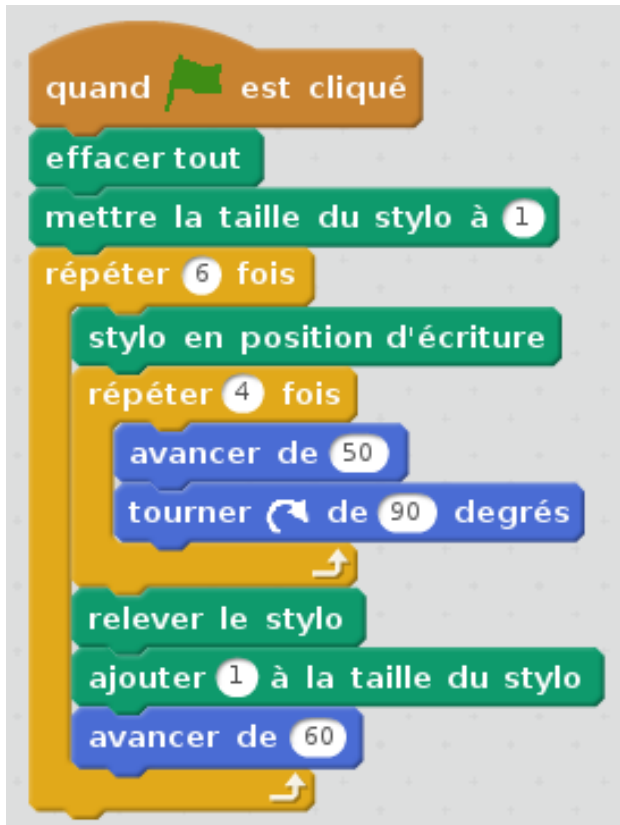 quand est cliqué
effacer tout
mettre la taille du stylo à 1
répéter 6 fois
stylo en position d'écriture
répéter 4 fois
avancer de 50
tourner de 90 degrés
relever le stylo
ajouter 1 à la taille du stylo
avancer de 60